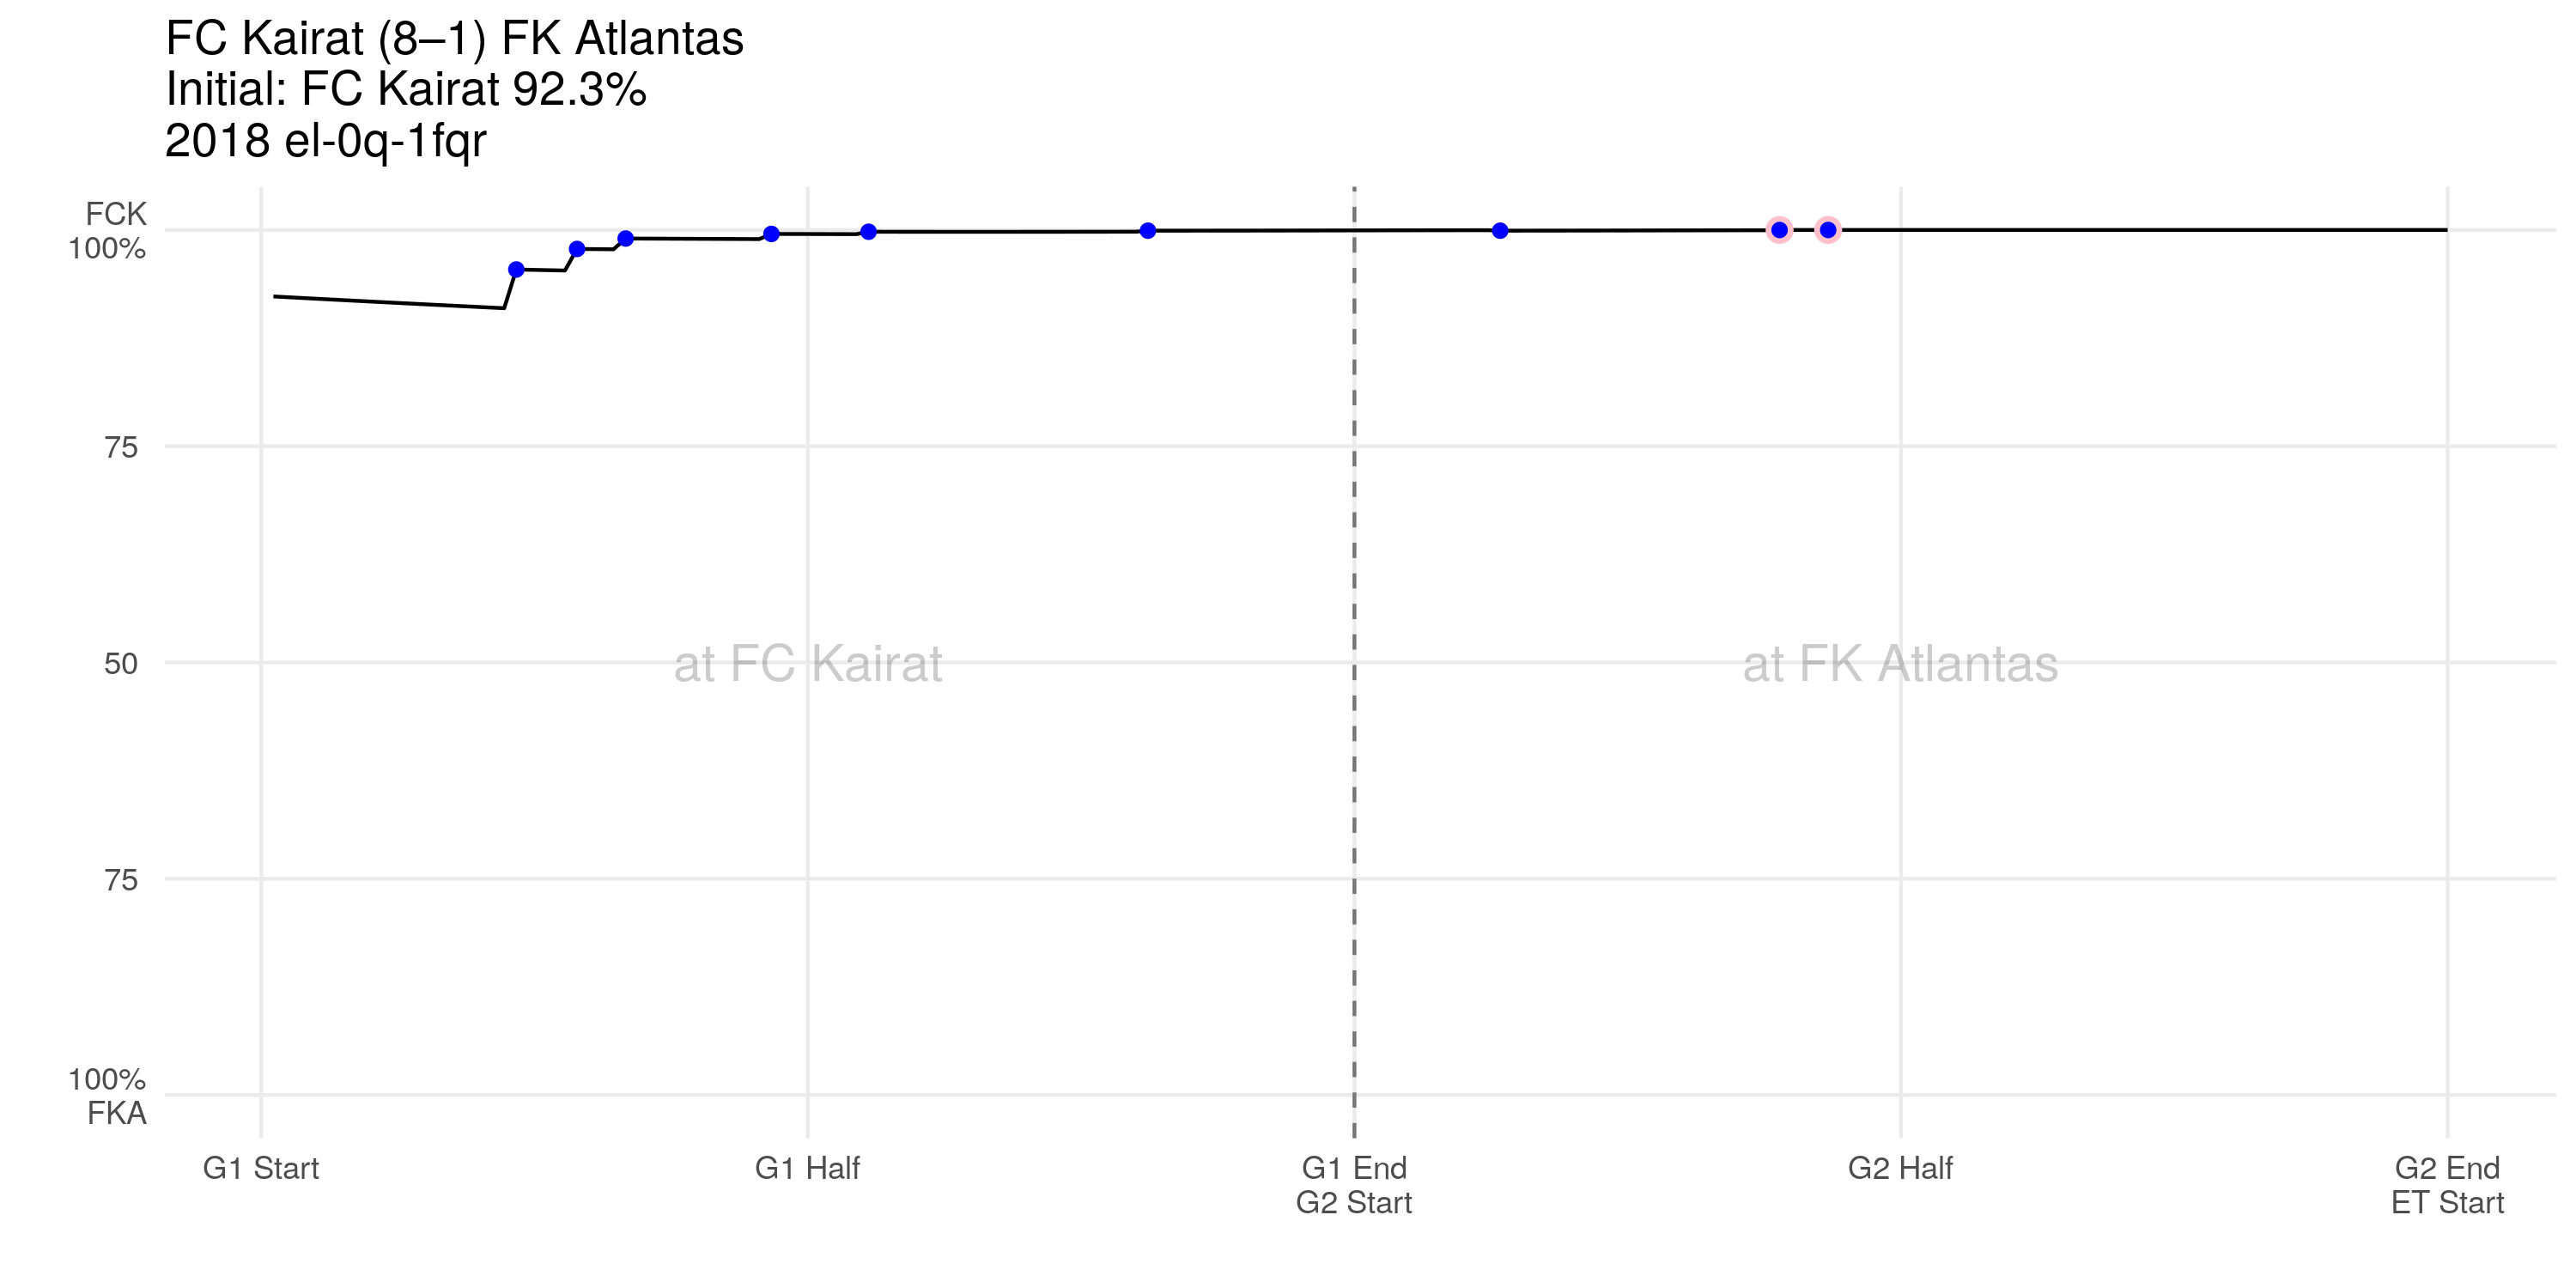 FC Kairat (8–1) FK Atlantas
Initial: FC Kairat 92.3%
2018 el-0q-1fqr
FCK
100%
75
50
75
100%
FKA
at FC Kairat
at FK Atlantas
G1 Start
G1 Half
G1 End
G2 Start
G2 Half
G2 End
ET Start